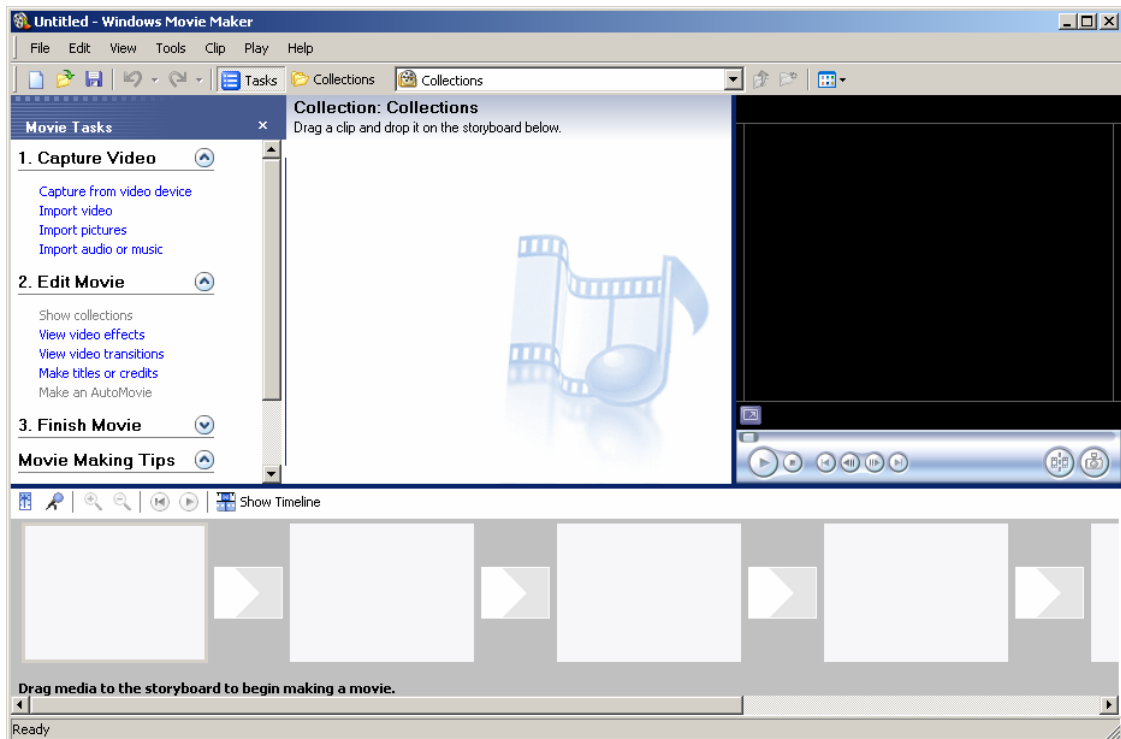 Untitled - Windows Movie Maker
File Edit View Tools Clip Play Help
Tasks Collections Collections
Movie Tasks
Collection: Collections
Drag a clip and drop it on the storyboard below.
1. Capture Video
Capture from video device
Import video
Import pictures
Import audio or music
2. Edit Movie
Show collections
View video effects
View video transitions
Make titles or credits
Make an AutoMovie
3. Finish Movie
Movie Making Tips
Show Timeline
Drag media to the storyboard to begin making a movie.
Ready